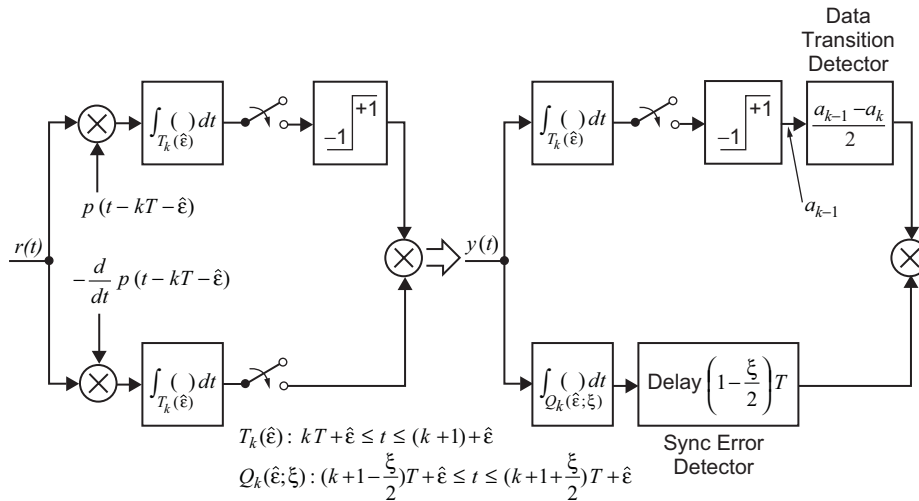 Data
Transition
Detector
∫ ( ) dt
T_k(ε̂)
+1
−1
∫ ( ) dt
T_k(ε̂)
+1
−1
(a_{k−1} − a_k) / 2
p (t − kT − ε̂)
a_{k−1}
r(t)
y(t)
−d/dt p (t − kT − ε̂)
∫ ( ) dt
T_k(ε̂)
∫ ( ) dt
Q_k(ε̂;ξ)
Delay (1 − ξ/2) T
T_k(ε̂) : kT + ε̂ ≤ t ≤ (k + 1) + ε̂
Sync Error
Detector
Q_k(ε̂;ξ) : (k + 1 − ξ/2)T + ε̂ ≤ t ≤ (k + 1 + ξ/2)T + ε̂